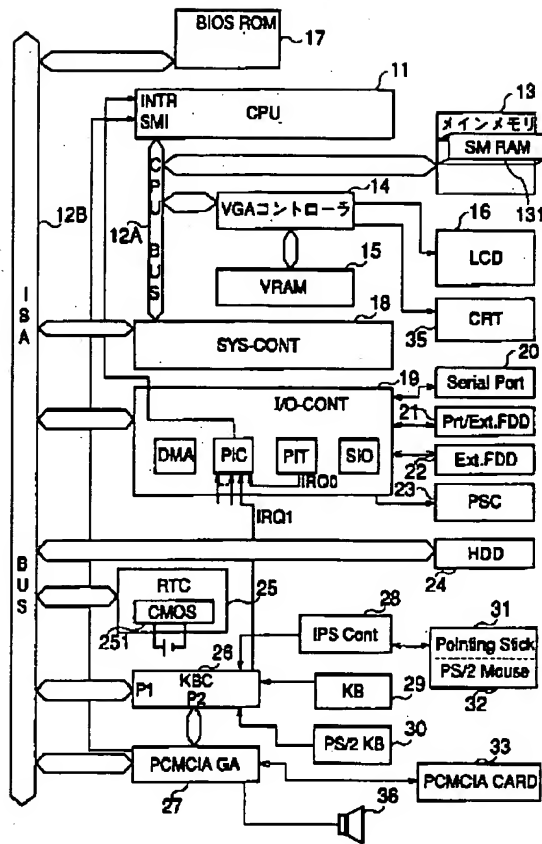 BIOS ROM
17
11
INTR
SMI
CPU
13
メインメモリ
SM RAM
131
12B
12A
CPU BUS
14
VGAコントローラ
16
LCD
15
VRAM
35
CRT
18
SYS-CONT
ISA BUS
19
I/O-CONT
20
Serial Port
21
Prt/Ext.FDD
22
Ext.FDD
23
PSC
DMA
PIC
PIT
SIO
IRQ0
IRQ1
24
HDD
RTC
CMOS
25
251
26
28
IPS Cont
31
Pointing Stick
PS/2 Mouse
32
P1
KBC
P2
KB
29
PS/2 KB
30
33
PCMCIA GA
27
PCMCIA CARD
36